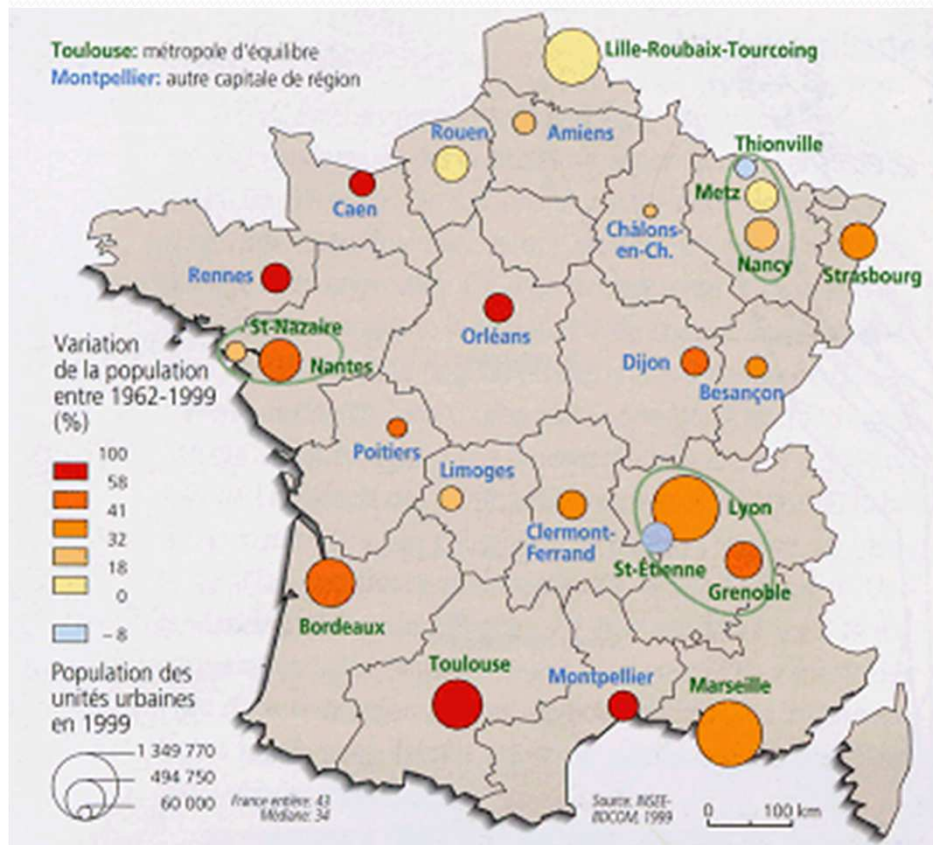 Toulouse: métropole d'équilibre
Montpellier: autre capitale de région
Lille-Roubaix-Tourcoing
Rouen
Amiens
Thionville
Caen
Metz
Châlons-
en-Ch.
Nancy
Strasbourg
Rennes
Orléans
St-Nazaire
Nantes
Dijon
Besançon
Variation
de la population
entre 1962-1999
(%)
100
58
41
32
18
0
–8
Poitiers
Limoges
Clermont-
Ferrand
Lyon
St-Étienne
Grenoble
Bordeaux
Toulouse
Montpellier
Marseille
Population des
unités urbaines
en 1999
1 349 770
494 750
60 000
France entière: 43
Médiane: 34
Source, INSEE-
BDCOM, 1999
0 100 km